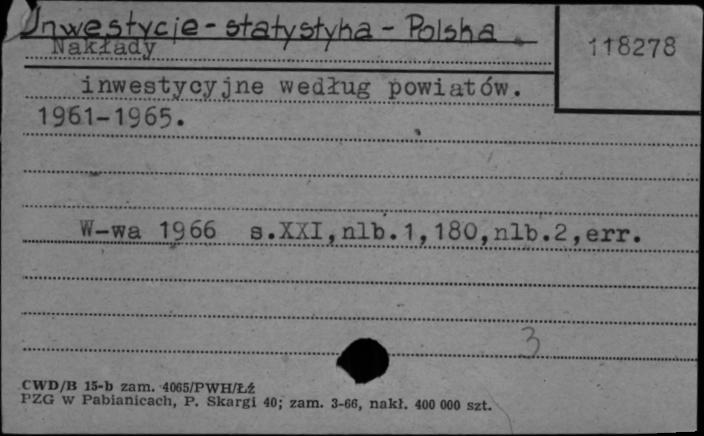 Inwestycje - statystyka - Polska
Nakłady
118278
inwestycyjne według powiatów.
1961-1965.
W-wa 1966 s.XXI,nlb.1,180,nlb.2,err.
3
CWD/B 15-b zam. 4065/PWH/Łź
PZG w Pabianicach, P. Skargi 40; zam. 3-66, nakł. 400 000 szt.